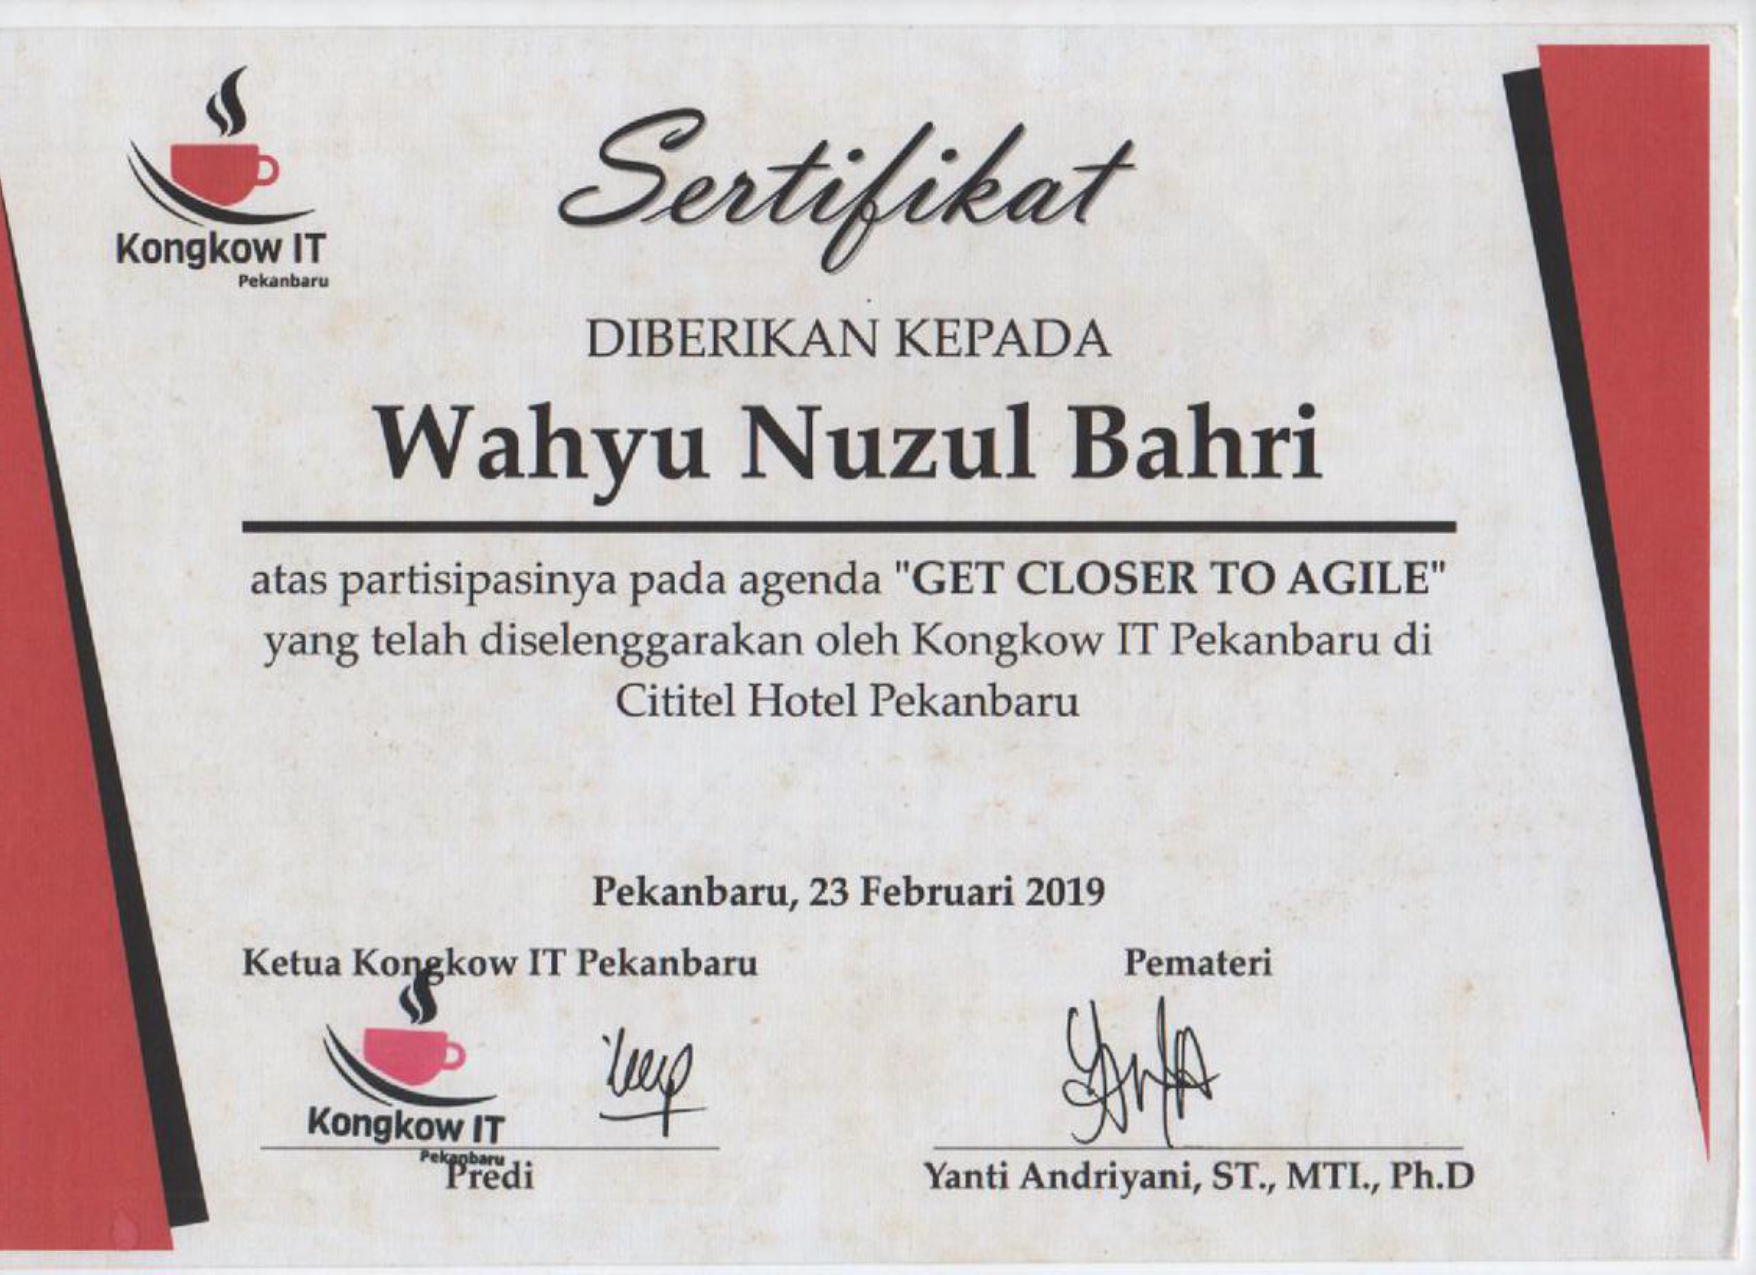 Kongkow IT
Pekanbaru
Sertifikat
DIBERIKAN KEPADA
Wahyu Nuzul Bahri
atas partisipasinya pada agenda "GET CLOSER TO AGILE"
yang telah diselenggarakan oleh Kongkow IT Pekanbaru di
Cititel Hotel Pekanbaru
Pekanbaru, 23 Februari 2019
Ketua Kongkow IT Pekanbaru
Pemateri
Kongkow IT
Pekanbaru
Predi
Yanti Andriyani, ST., MTI., Ph.D